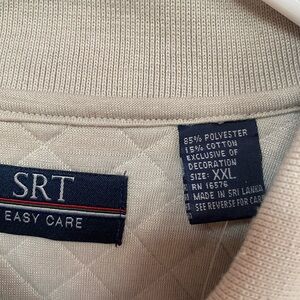 SRT
EASY CARE
85% POLYESTER
15% COTTON
EXCLUSIVE OF
DECORATION
SIZE: XXL
RN 16576
MADE IN SRI LANKA
SEE REVERSE FOR CARE